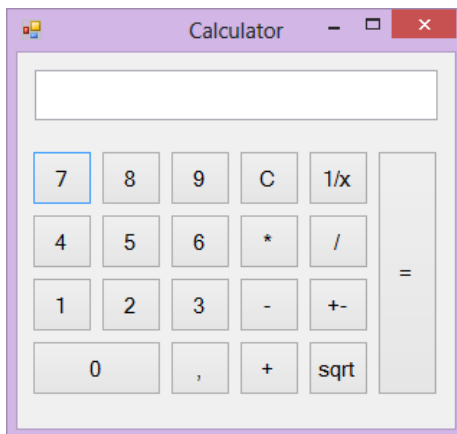 Calculator
7 8 9 C 1/x
4 5 6 * /
=
1 2 3 - +-
0 , + sqrt